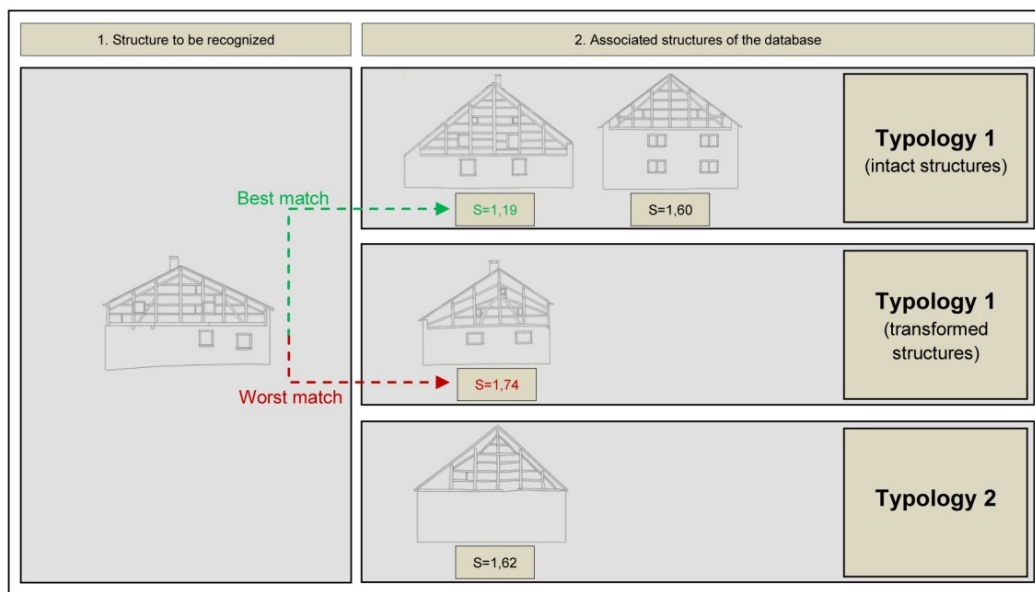 1. Structure to be recognized
2. Associated structures of the database
Typology 1
(intact structures)
Best match
S=1,19
S=1,60
Typology 1
(transformed
structures)
Worst match
S=1,74
Typology 2
S=1,62